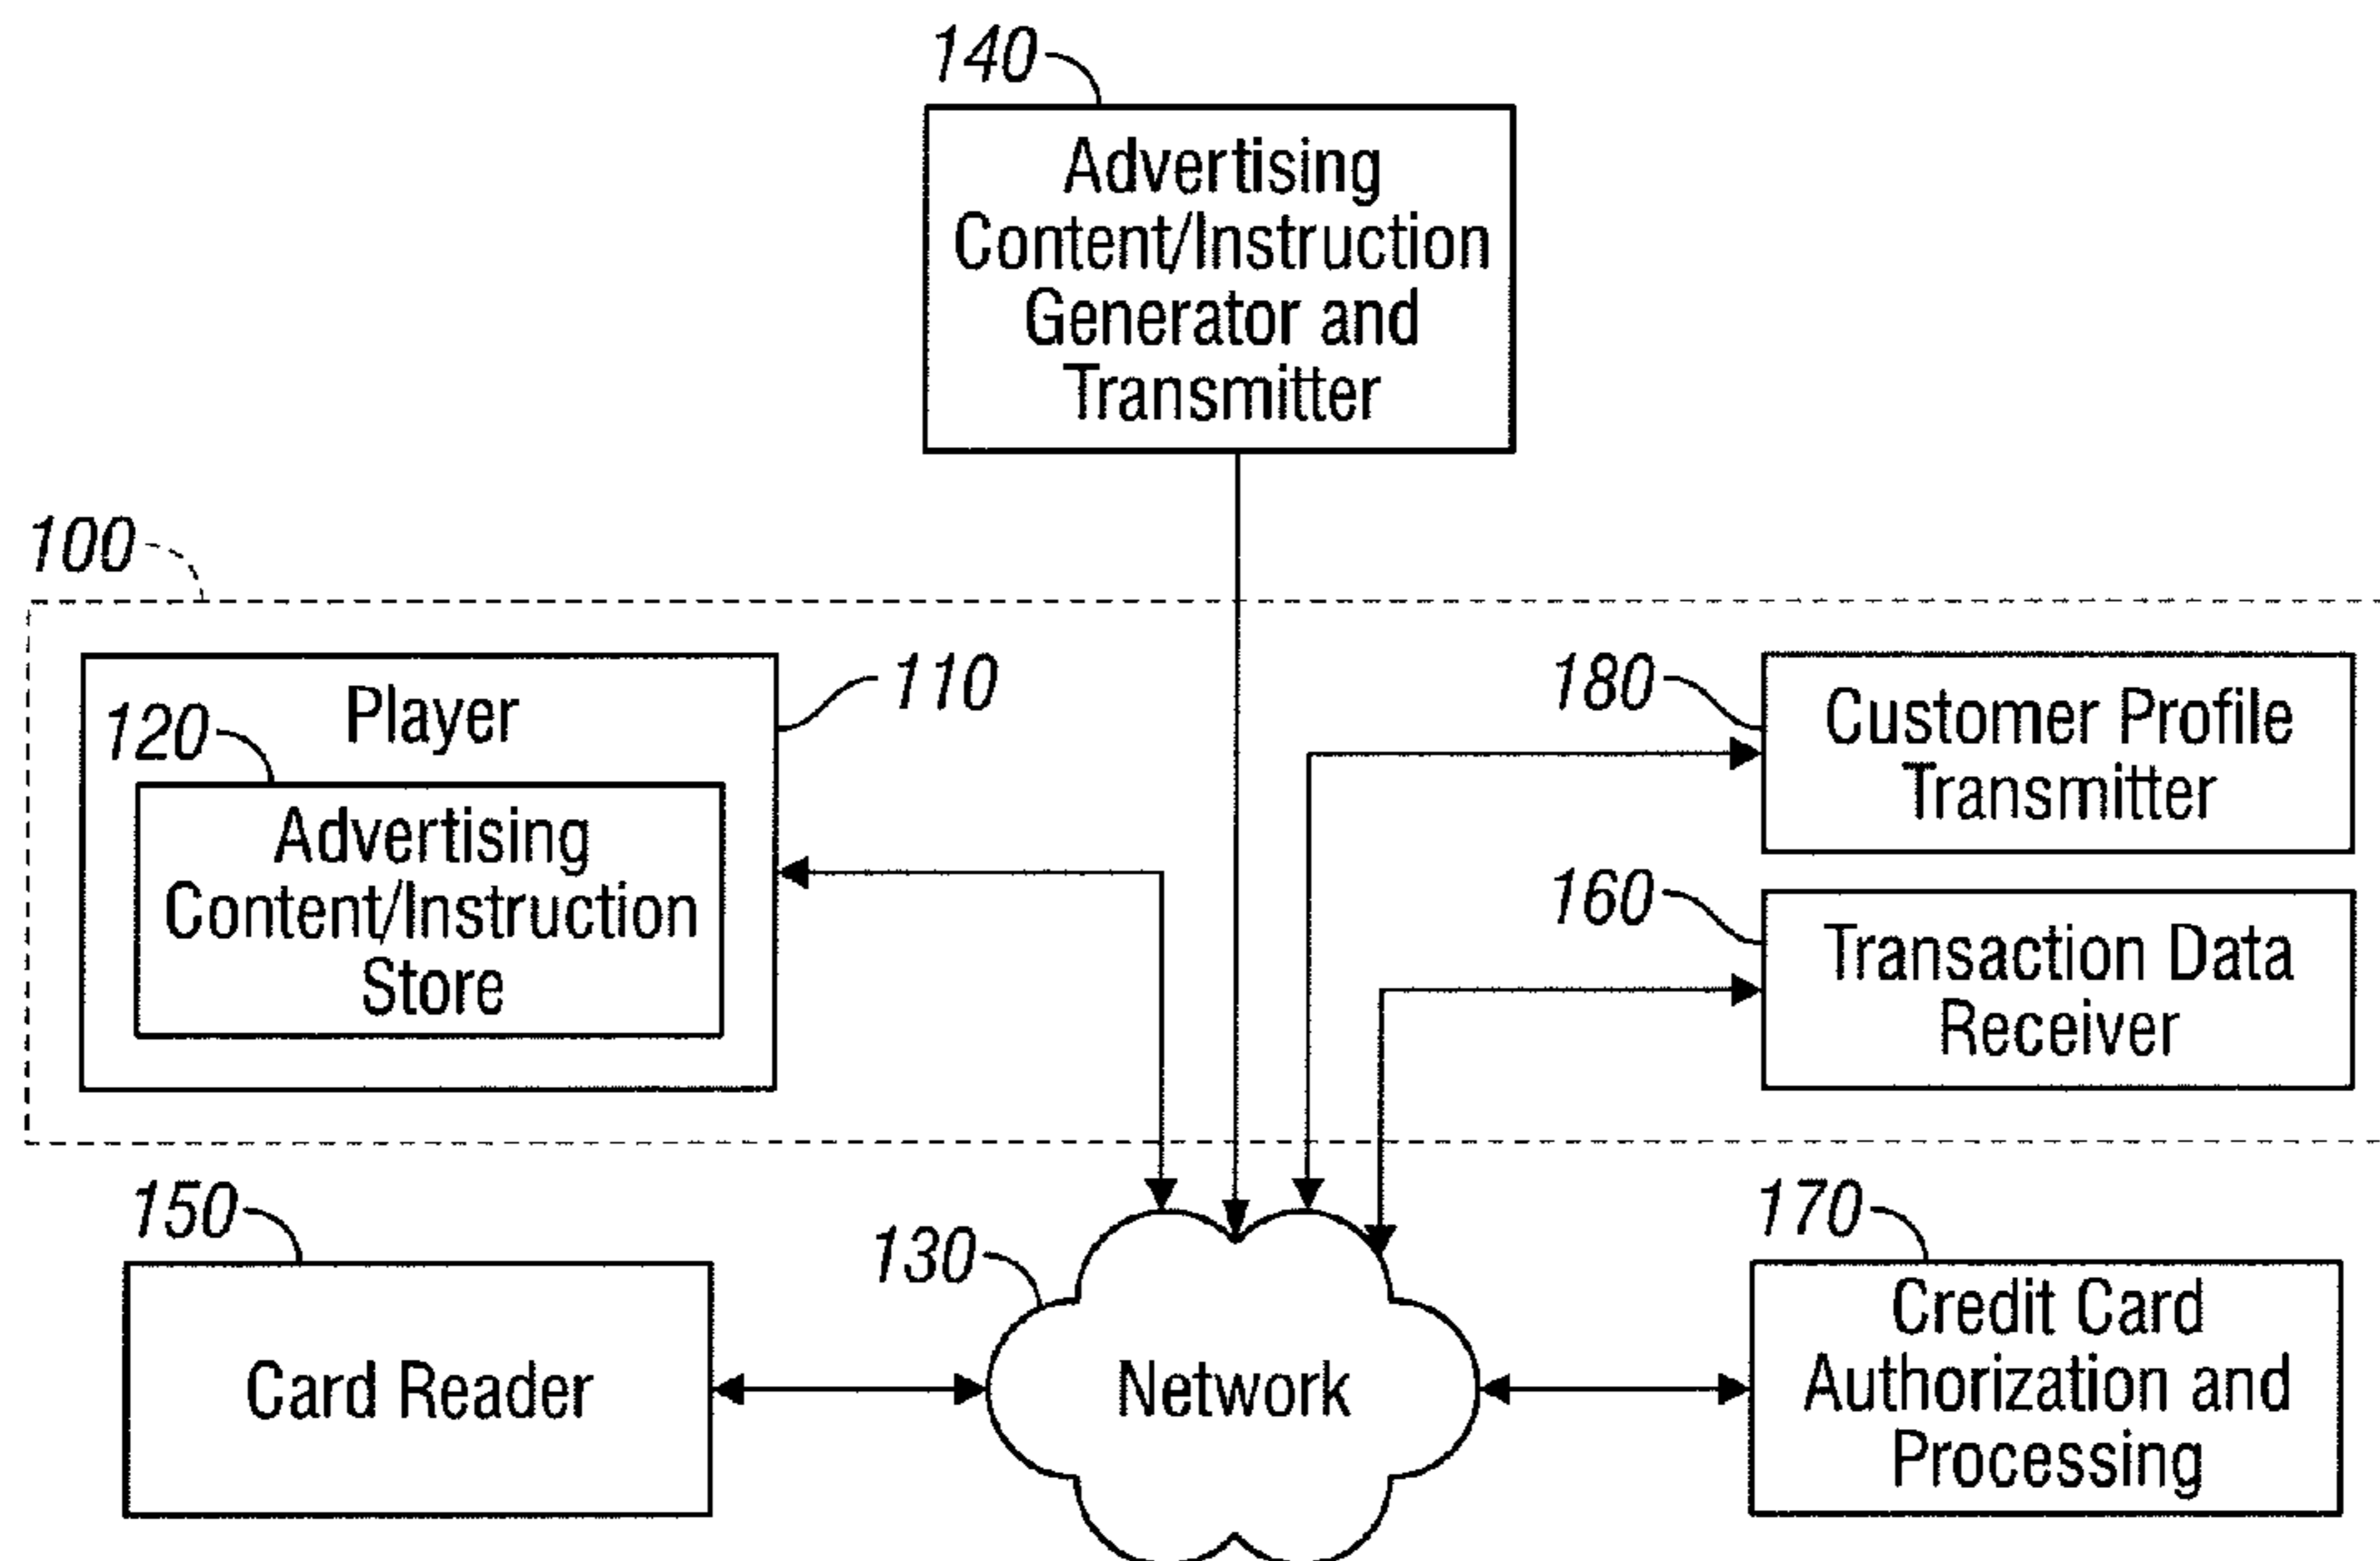 140
Advertising
Content/Instruction
Generator and
Transmitter
100
Player
110
120
Advertising
Content/Instruction
Store
180
Customer Profile
Transmitter
160
Transaction Data
Receiver
150
Card Reader
130
Network
170
Credit Card
Authorization and
Processing